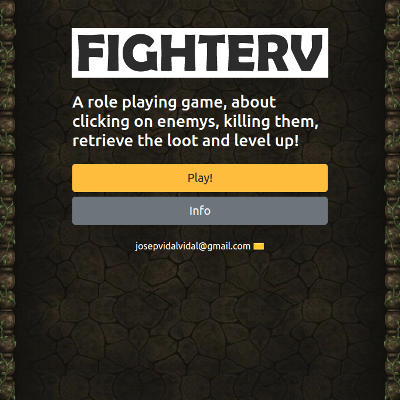 FIGHTERV
A role playing game, about
clicking on enemys, killing them,
retrieve the loot and level up!
Play!
Info
josepvidalvidal@gmail.com